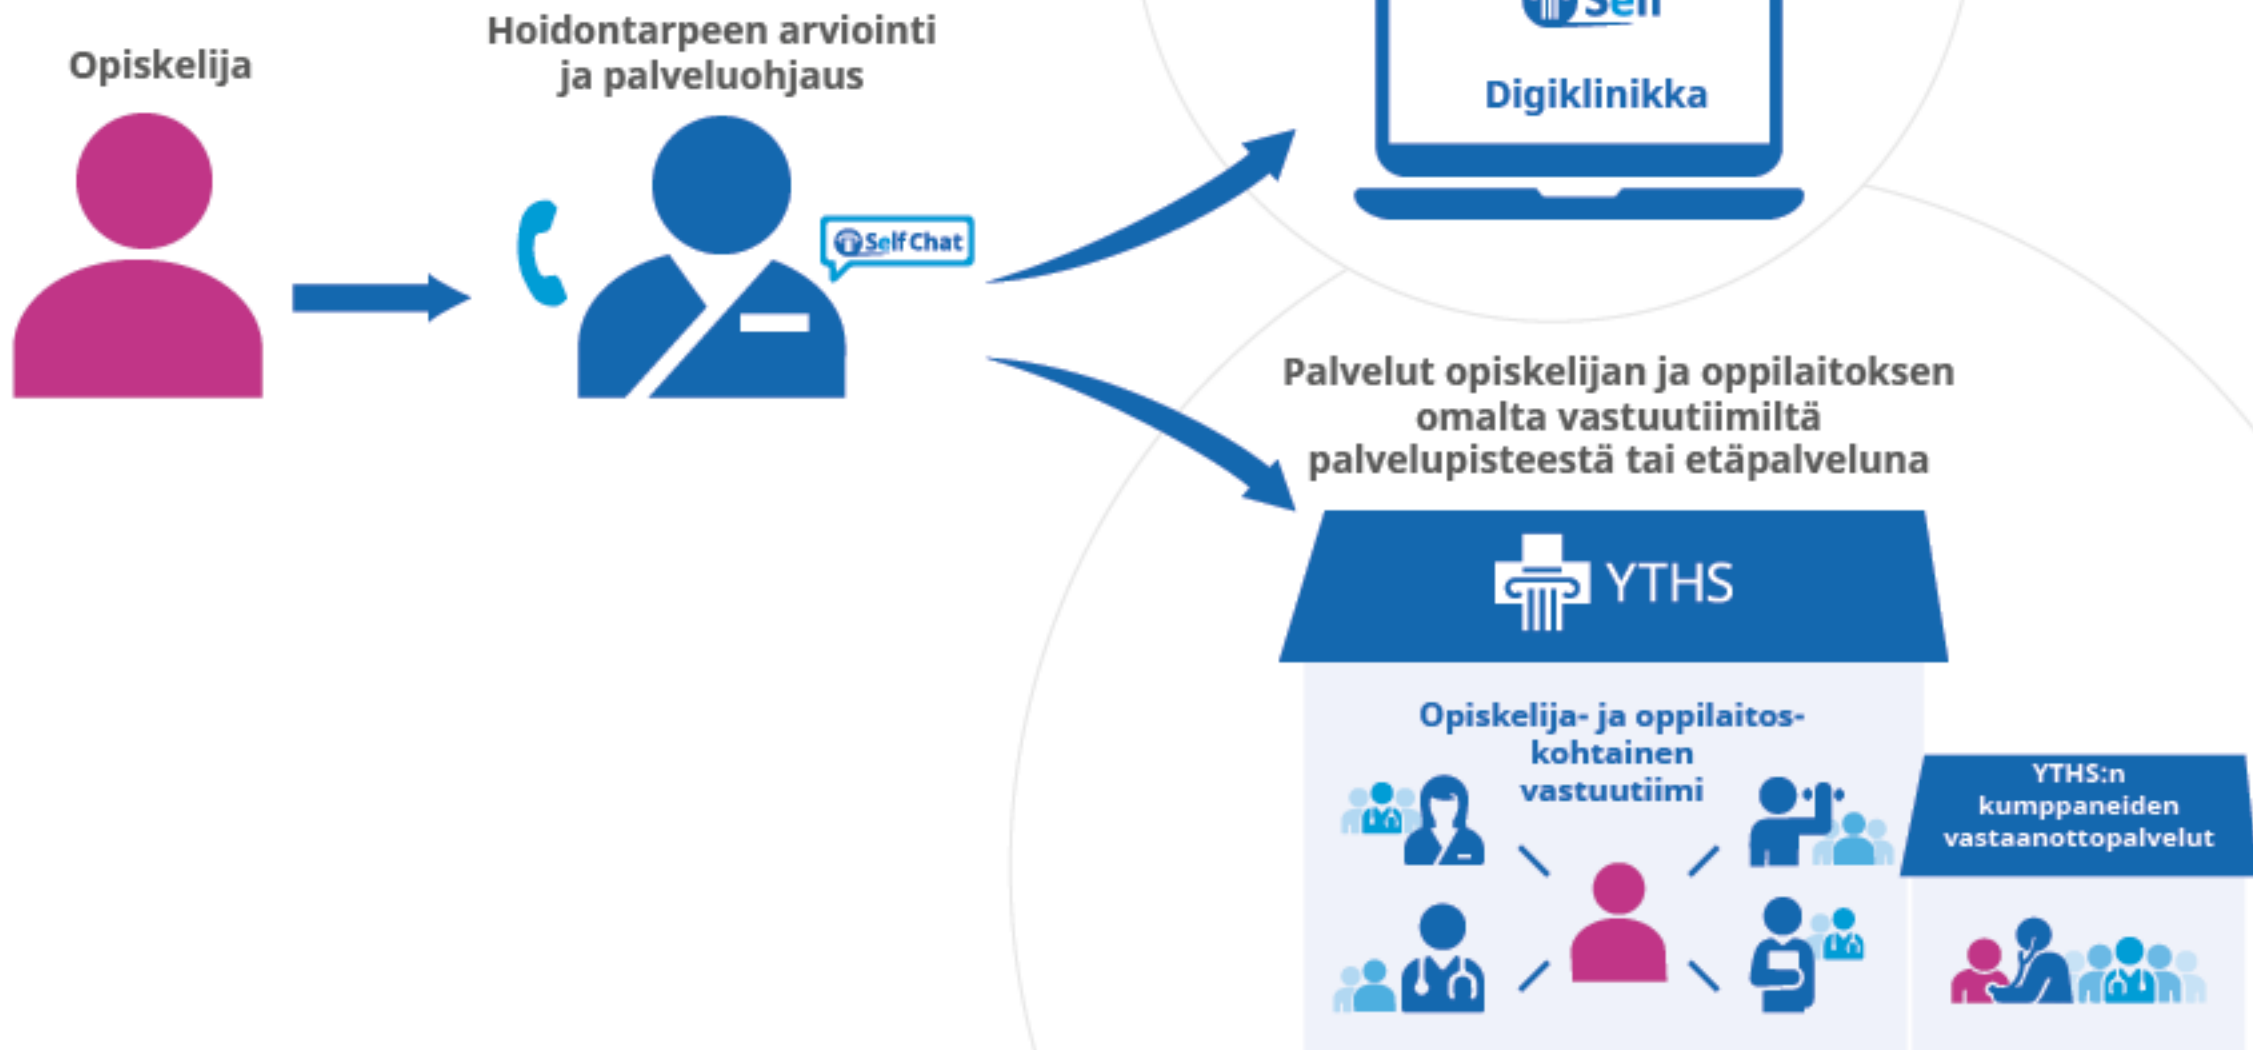 Opiskelija
Hoidontarpeen arviointi
ja palveluohjaus
Self Chat
Self
Digiklinikka
Palvelut opiskelijan ja oppilaitoksen
omalta vastuutiimiltä
palvelupisteestä tai etäpalveluna
YTHS
Opiskelija- ja oppilaitos-
kohtainen
vastuutiimi
YTHS:n
kumppaneiden
vastaanottopalvelut